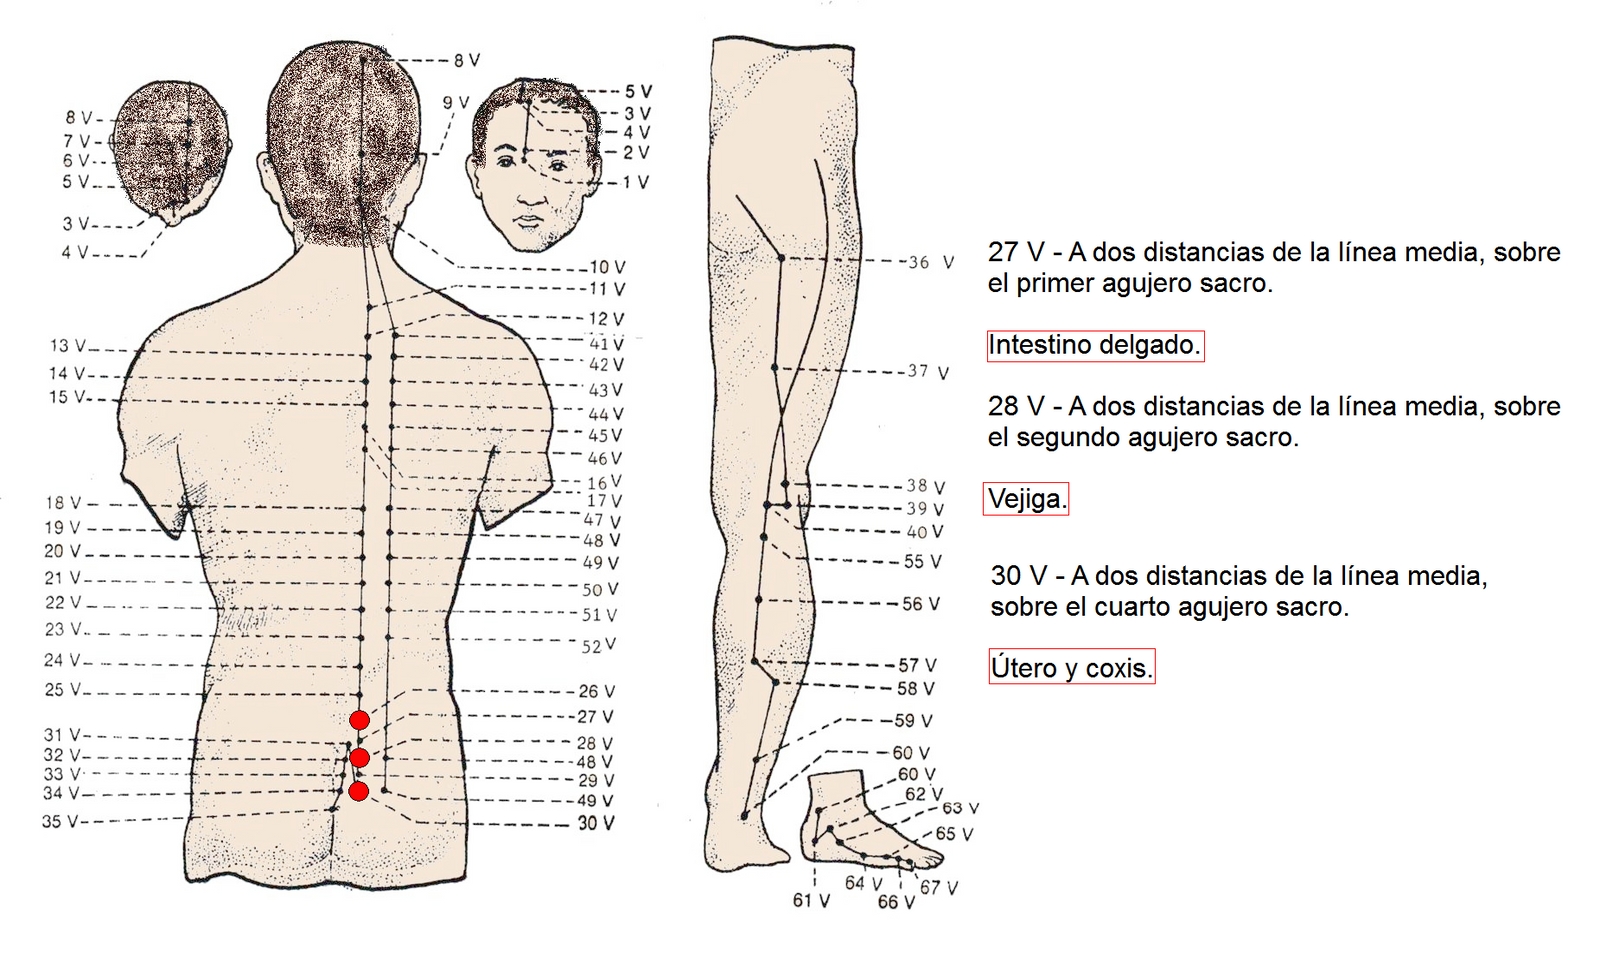 8 V
9 V
8 V
7 V
6 V
5 V
3 V
4 V
5 V
3 V
4 V
2 V
1 V
10 V
11 V
12 V
41 V
42 V
43 V
44 V
45 V
46 V
16 V
17 V
47 V
48 V
49 V
50 V
51 V
52 V
26 V
27 V
28 V
48 V
29 V
49 V
30 V
13 V
14 V
15 V
18 V
19 V
20 V
21 V
22 V
23 V
24 V
25 V
31 V
32 V
33 V
34 V
35 V
36 V
37 V
38 V
39 V
40 V
55 V
56 V
57 V
58 V
59 V
60 V
60 V
62 V
63 V
65 V
64 V
67 V
61 V
66 V
27 V - A dos distancias de la línea media, sobre
el primer agujero sacro.
Intestino delgado.
28 V - A dos distancias de la línea media, sobre
el segundo agujero sacro.
Vejiga.
30 V - A dos distancias de la línea media,
sobre el cuarto agujero sacro.
Útero y coxis.